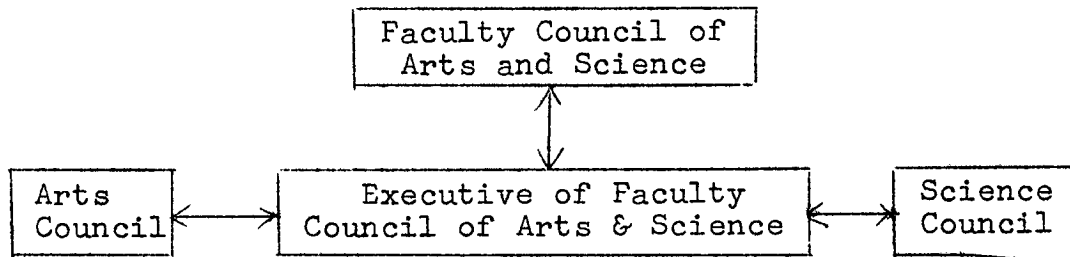 Faculty Council of
Arts and Science
Arts
Council
Executive of Faculty
Council of Arts & Science
Science
Council